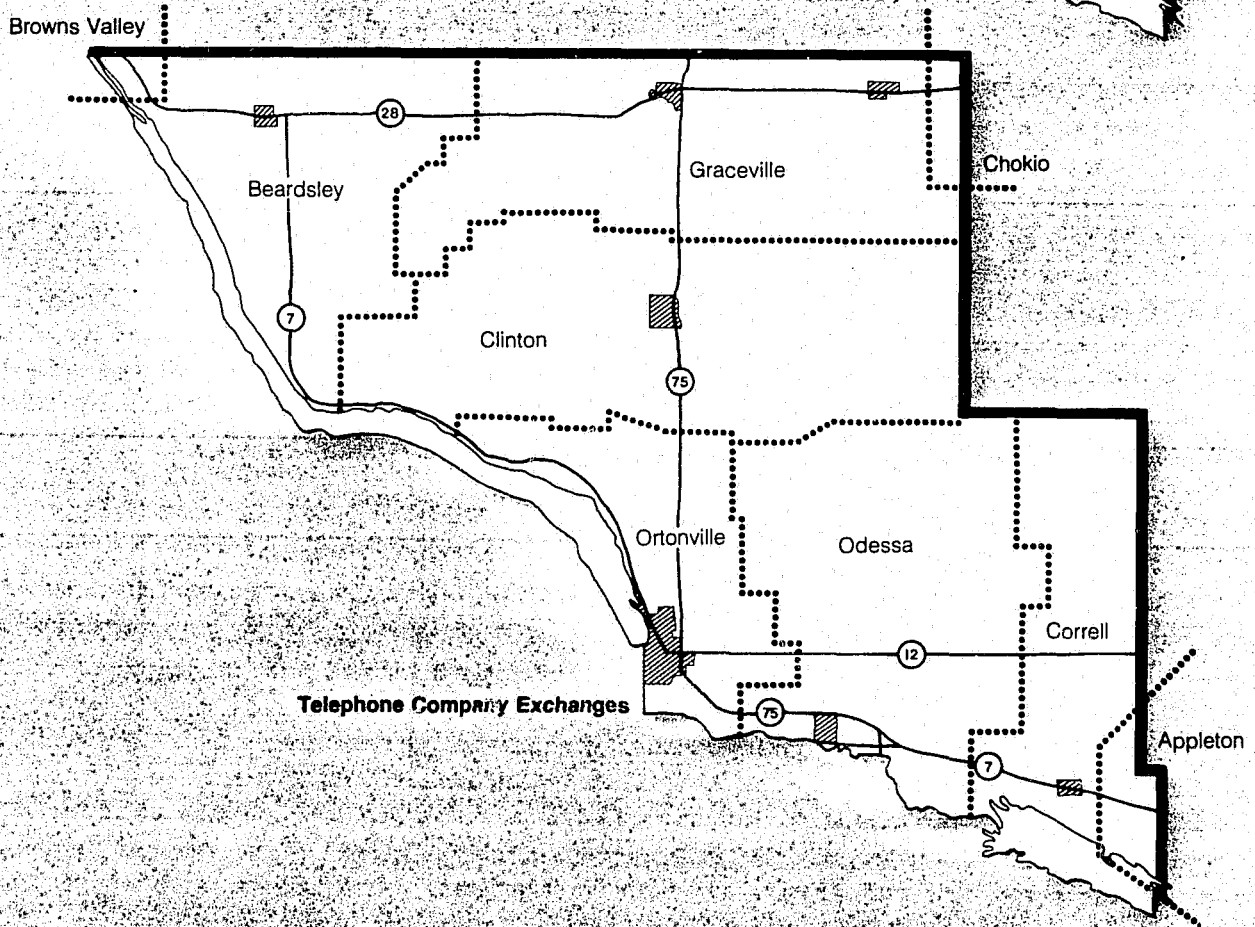 Browns Valley
28
Graceville
Chokio
Beardsley
7
Clinton
75
Ortonville
Odessa
Correll
12
Telephone Company Exchanges
75
Appleton
7